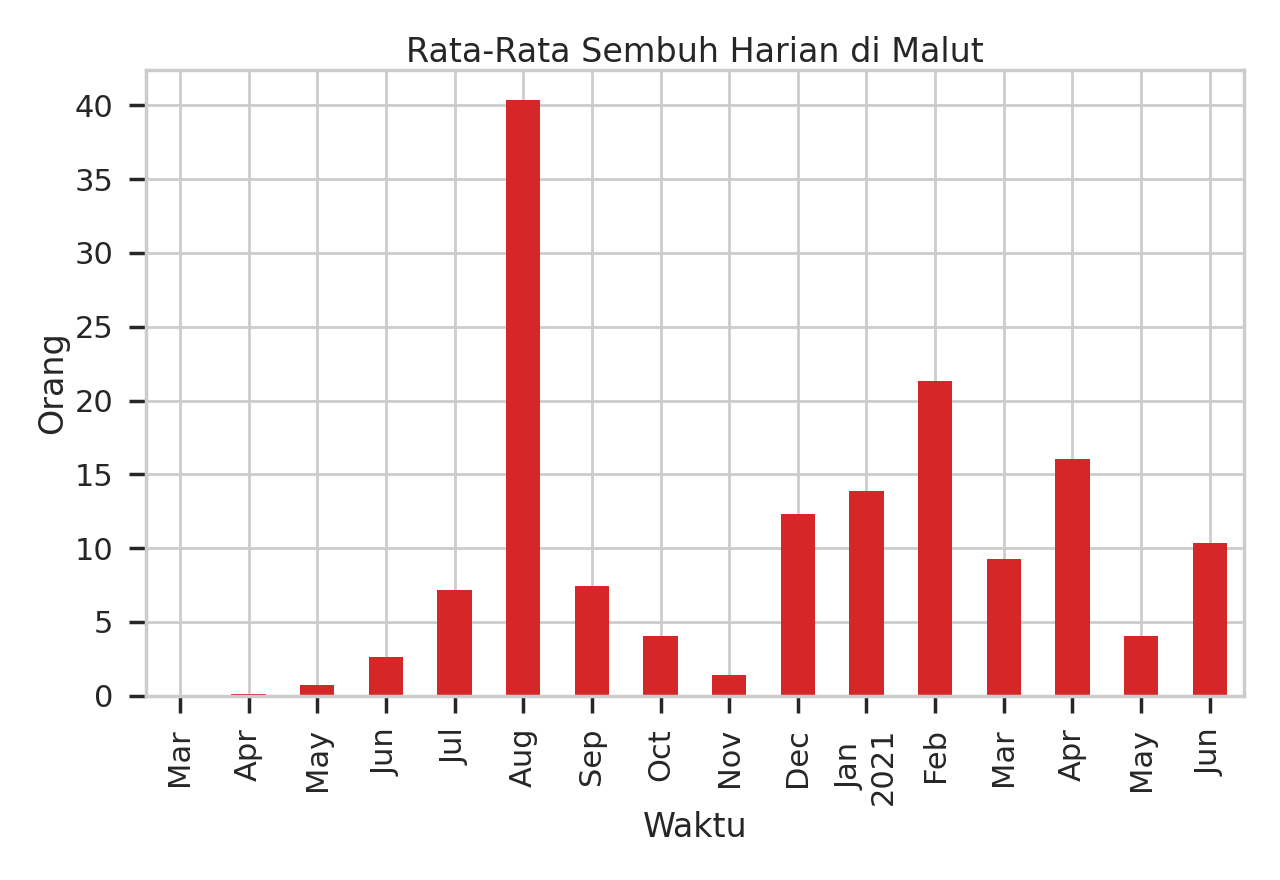 Rata-Rata Sembuh Harian di Malut
Orang
40
35
30
25
20
15
10
5
0
Mar
Apr
May
Jun
Jul
Aug
Sep
Oct
Nov
Dec
Jan
2021
Feb
Mar
Apr
May
Jun
Waktu